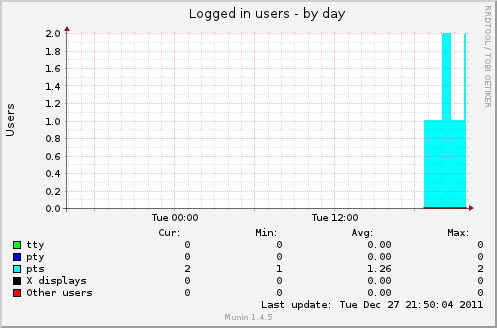 Logged in users - by day
RRDTOOL / TOBI OETIKER
Users
2.0
1.8
1.6
1.4
1.2
1.0
0.8
0.6
0.4
0.2
0.0
Tue 00:00 Tue 12:00
Cur: Min: Avg: Max:
tty 0 0 0.00 0
pty 0 0 0.00 0
pts 2 1 1.26 2
X displays 0 0 0.00 0
Other users 0 0 0.00 0
Last update: Tue Dec 27 21:50:04 2011
Munin 1.4.5